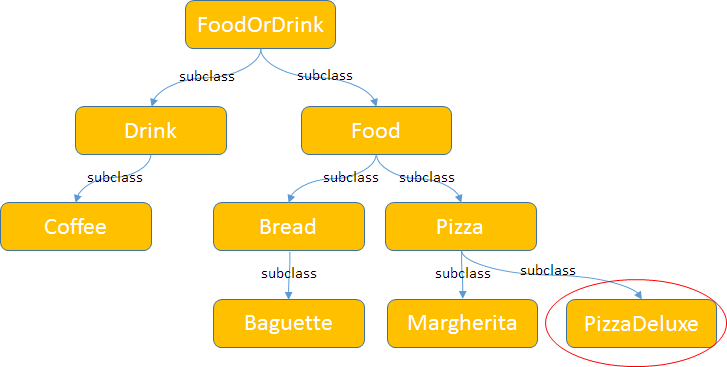 FoodOrDrink
subclass
subclass
Drink
Food
subclass
subclass
subclass
Coffee
Bread
Pizza
subclass
subclass
subclass
Baguette
Margherita
PizzaDeluxe